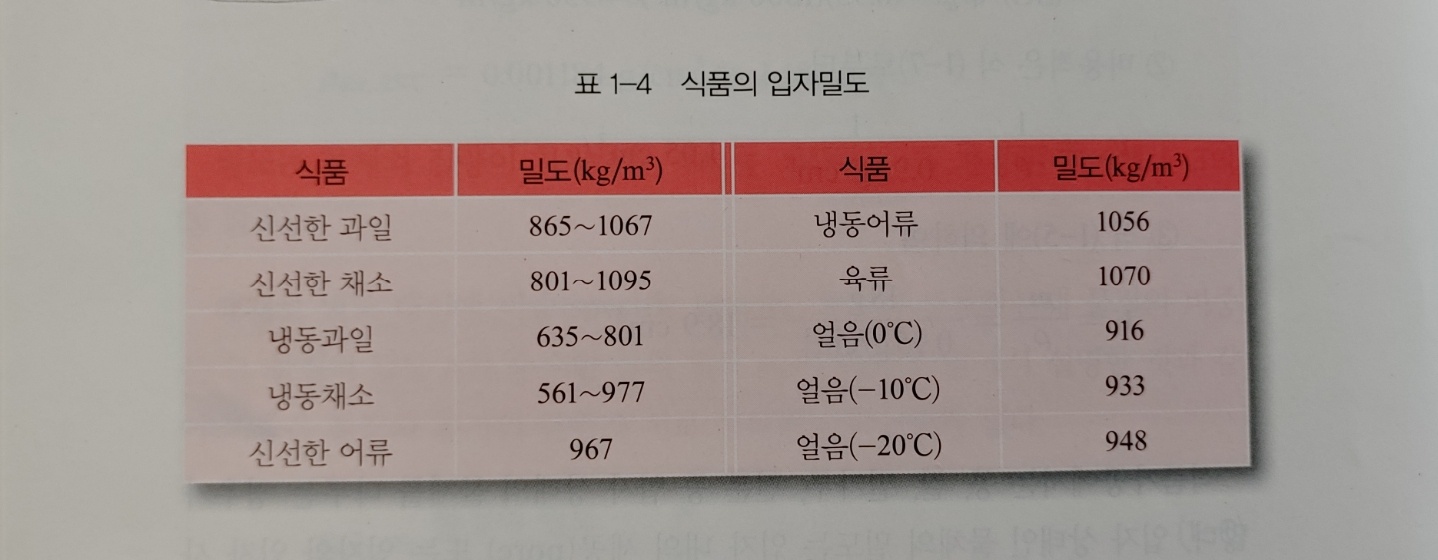 표 1-4 식품의 입자밀도
식품 밀도(kg/m³) 식품 밀도(kg/m³)
신선한 과일 865~1067 냉동어류 1056
신선한 채소 801~1095 육류 1070
냉동과일 635~801 얼음(0℃) 916
냉동채소 561~977 얼음(-10℃) 933
신선한 어류 967 얼음(-20℃) 948